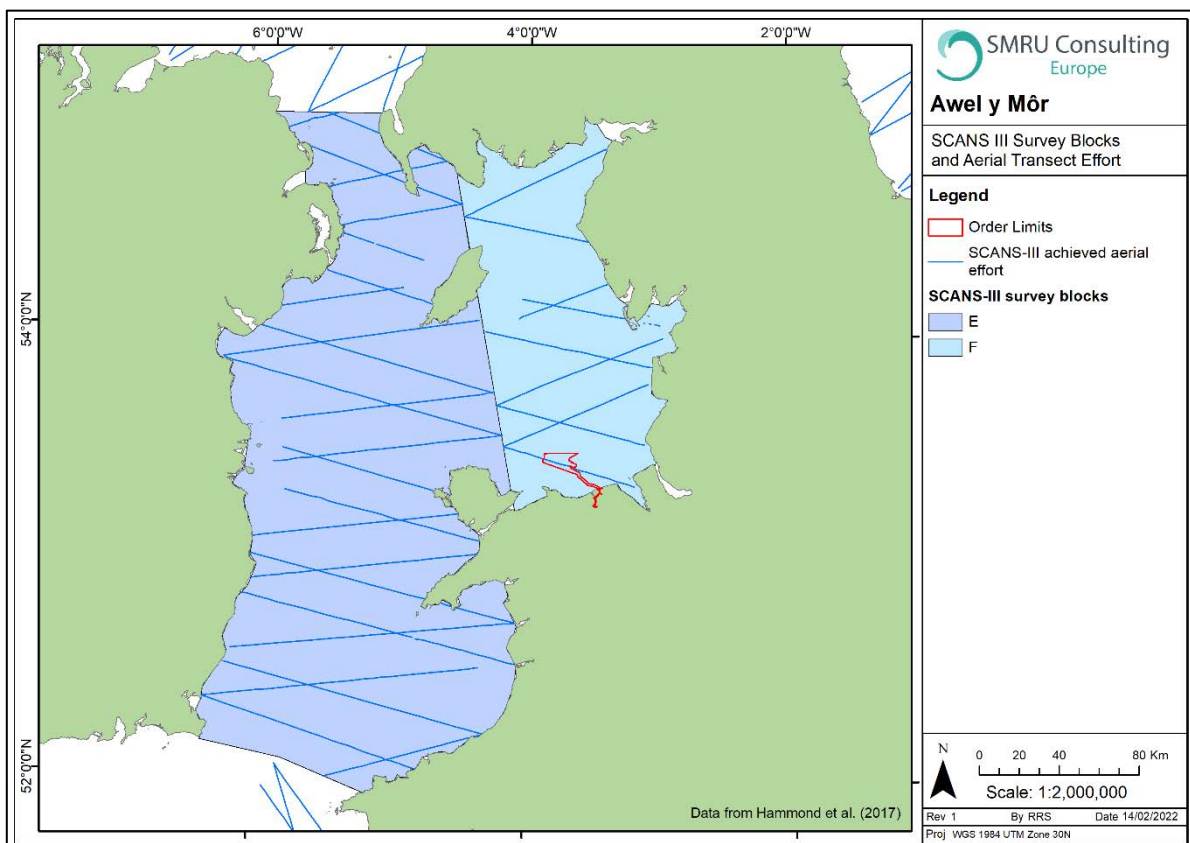 6°0'0"W
4°0'0"W
2°0'0"W
54°0'0"N
52°0'0"N
Data from Hammond et al. (2017)
SMRU Consulting
Europe
Awel y Môr
SCANS III Survey Blocks
and Aerial Transect Effort
Legend
Order Limits
SCANS-III achieved aerial
effort
SCANS-III survey blocks
E
F
N
0 20 40 80 Km
Scale: 1:2,000,000
Rev 1 By RRS Date 14/02/2022
Proj WGS 1984 UTM Zone 30N